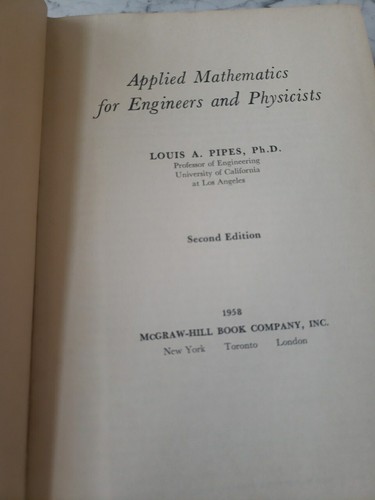 Applied Mathematics
for Engineers and Physicists
LOUIS A. PIPES, Ph.D.
Professor of Engineering
University of California
at Los Angeles
Second Edition
1958
McGRAW-HILL BOOK COMPANY, INC.
New York Toronto London